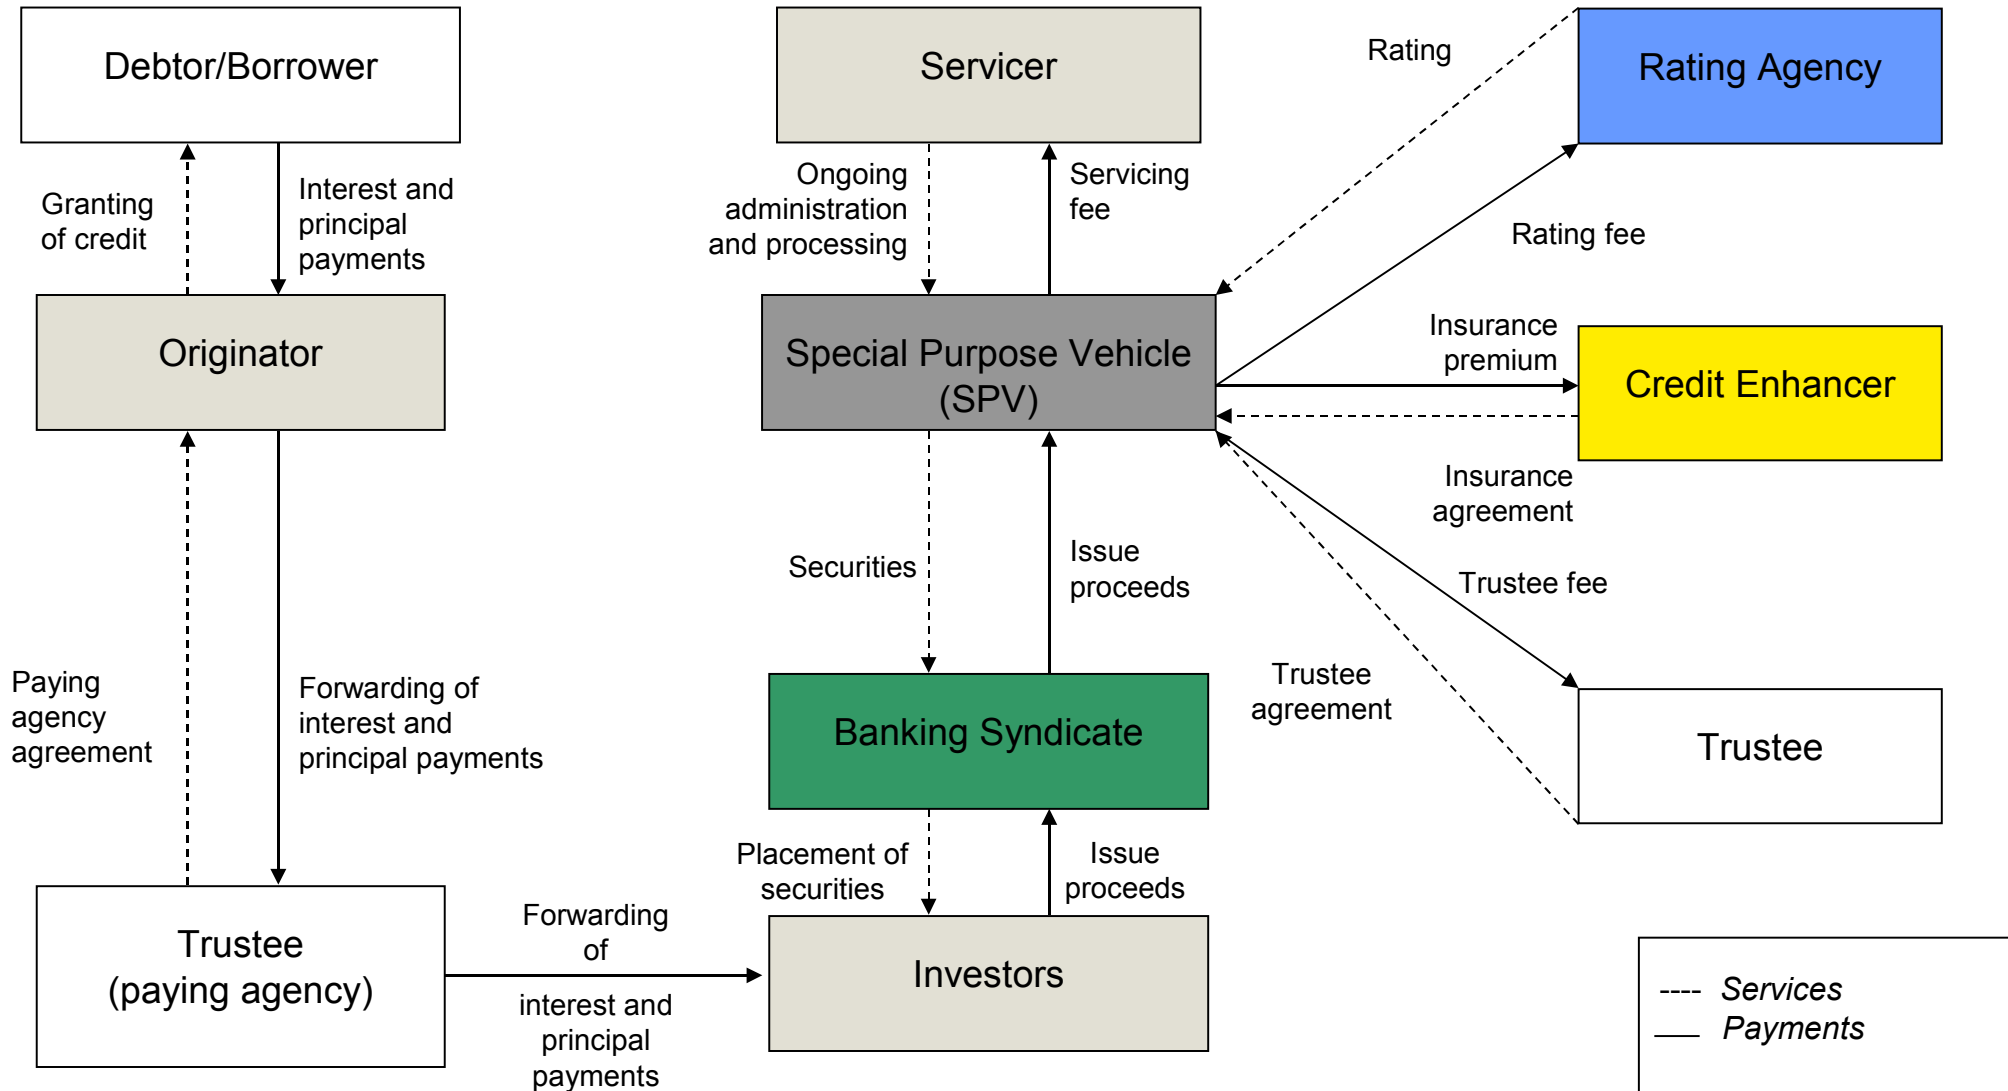 Debtor/Borrower
Servicer
Rating
Rating Agency
Granting
of credit
Interest and
principal
payments
Ongoing
administration
and processing
Servicing
fee
Rating fee
Originator
Special Purpose Vehicle
(SPV)
Insurance
premium
Credit Enhancer
Insurance
agreement
Securities
Issue
proceeds
Trustee fee
Paying
agency
agreement
Forwarding of
interest and
principal payments
Banking Syndicate
Trustee
agreement
Trustee
Placement of
securities
Issue
proceeds
Trustee
(paying agency)
Forwarding
of
interest and
principal
payments
Investors
---- Services
___ Payments